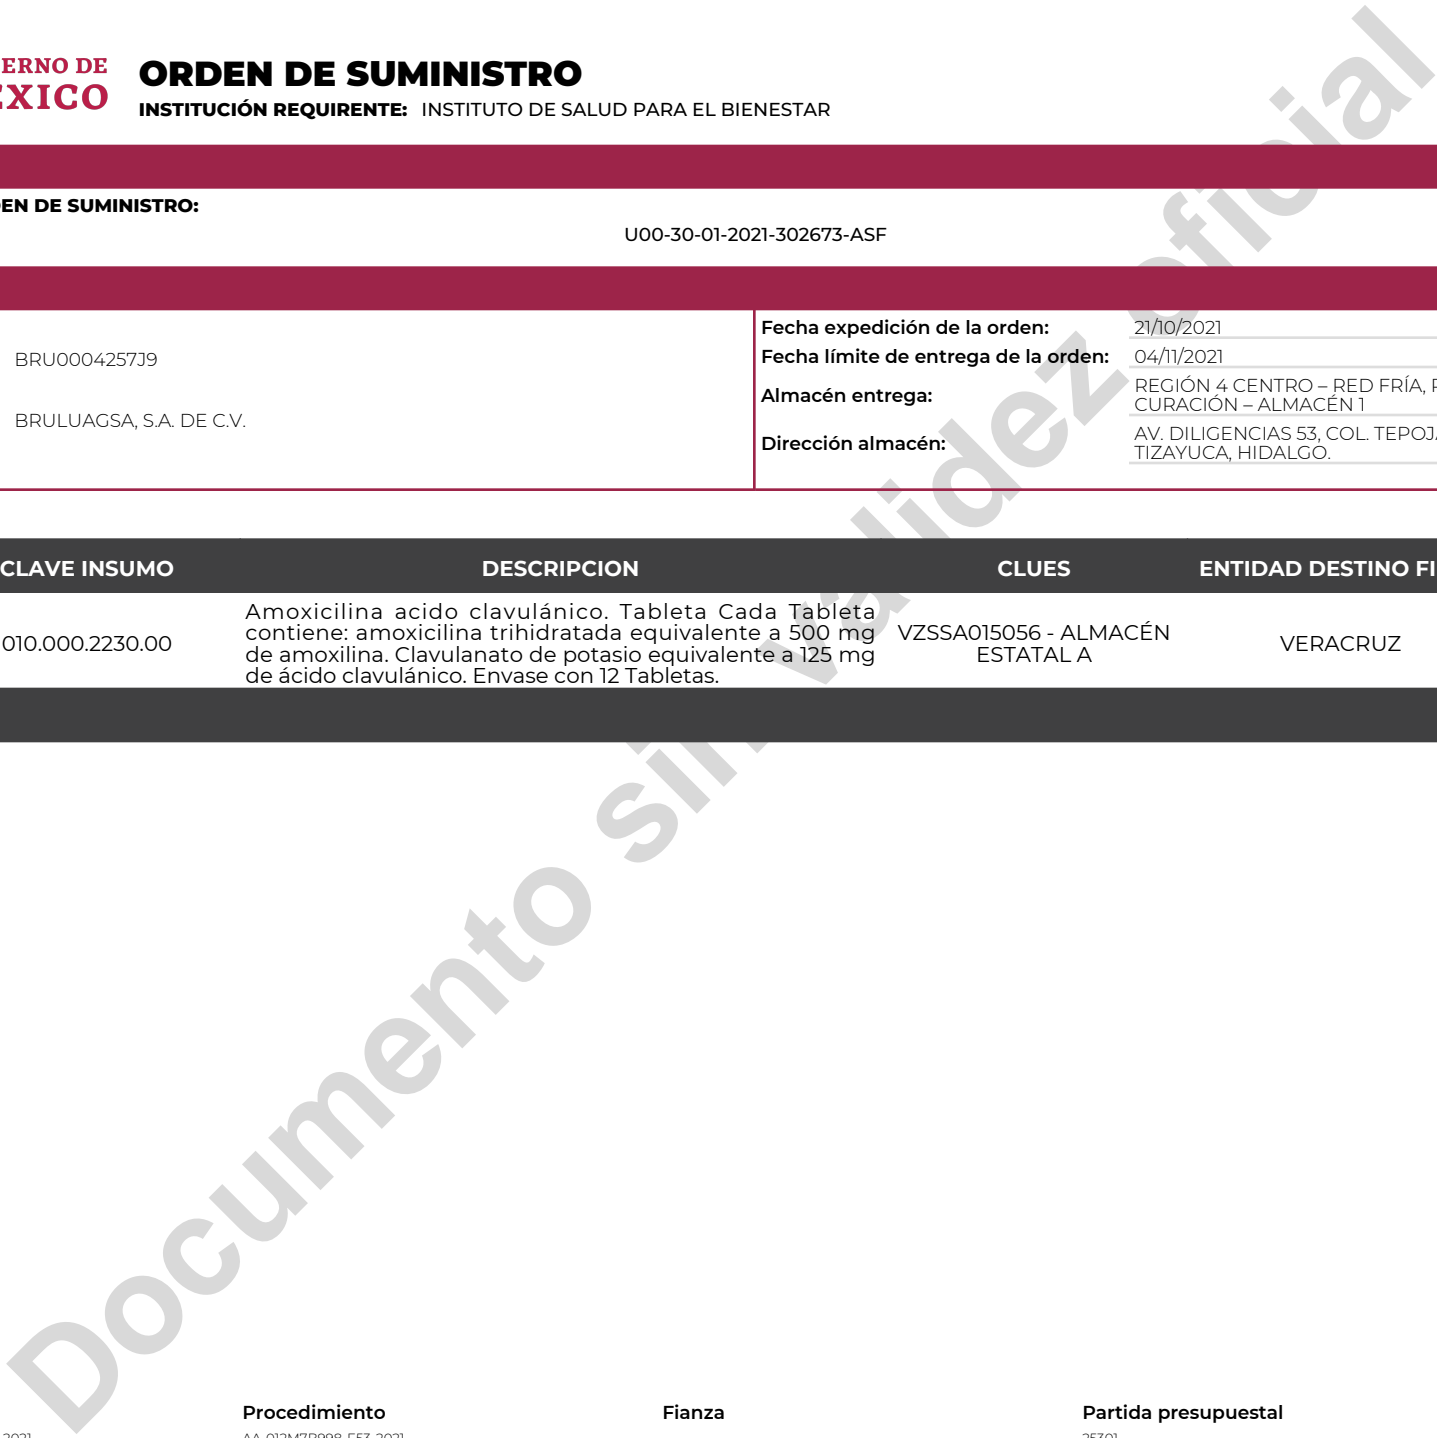 ERNO DE
ORDEN DE SUMINISTRO
EXICO
INSTITUCIÓN REQUIRENTE: INSTITUTO DE SALUD PARA EL BIENESTAR
EN DE SUMINISTRO:
U00-30-01-2021-302673-ASF
BRU0004257J9
BRULUAGSA, S.A. DE C.V.
Fecha expedición de la orden: 21/10/2021
Fecha límite de entrega de la orden: 04/11/2021
Almacén entrega: REGIÓN 4 CENTRO – RED FRÍA,
CURACIÓN – ALMACÉN 1
Dirección almacén: AV. DILIGENCIAS 53, COL. TEPOJ
TIZAYUCA, HIDALGO.
CLAVE INSUMO DESCRIPCION CLUES ENTIDAD DESTINO FI
010.000.2230.00
Amoxicilina acido clavulánico. Tableta Cada Tableta
contiene: amoxicilina trihidratada equivalente a 500 mg
de amoxilina. Clavulanato de potasio equivalente a 125 mg
de ácido clavulánico. Envase con 12 Tabletas.
VZSSA015056 - ALMACÉN
ESTATAL A
VERACRUZ
Documento sin validez oficial
Procedimiento Fianza Partida presupuestal